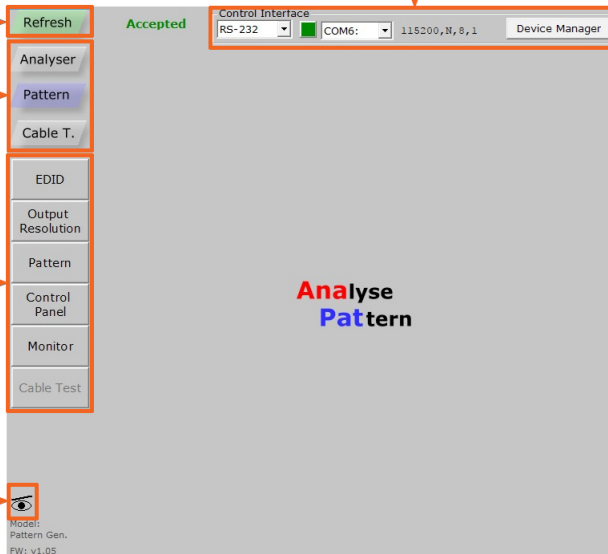 Refresh
Accepted
Control Interface
RS-232
COM6:
115200,N,8,1
Device Manager
Analyser
Pattern
Cable T.
EDID
Output
Resolution
Pattern
Control
Panel
Monitor
Cable Test
Analyse
Pattern
Model:
Pattern Gen.
FW: v1.05